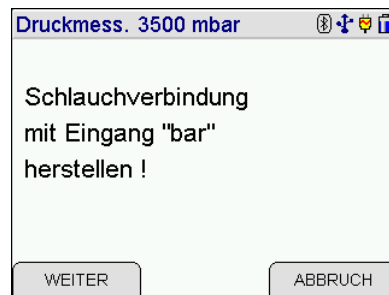 Druckmess. 3500 mbar
Schlauchverbindung
mit Eingang "bar"
herstellen !
WEITER
ABBRUCH